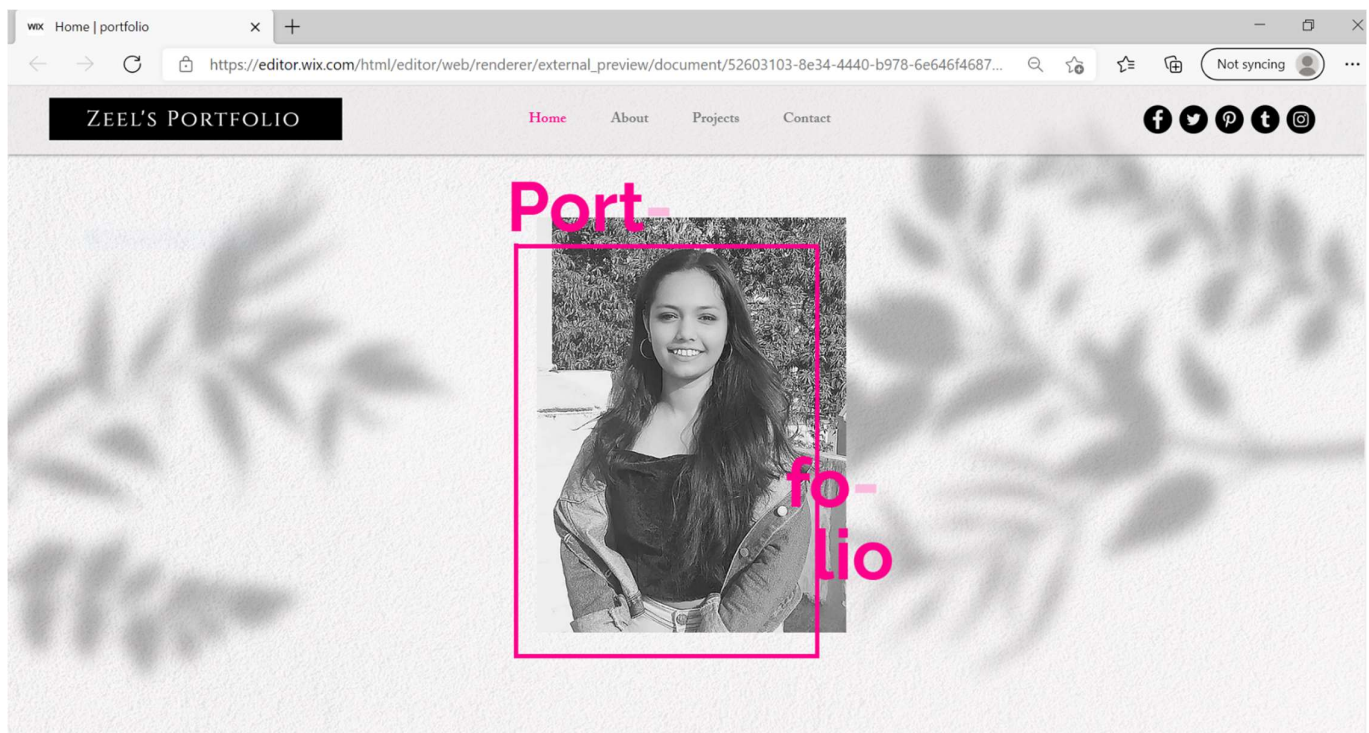 WIX Home | portfolio
https://editor.wix.com/html/editor/web/renderer/external_preview/document/52603103-8e34-4440-b978-6e646f4687...
Not syncing
ZEEL'S PORTFOLIO
Home About Projects Contact
Port-
fo-
lio